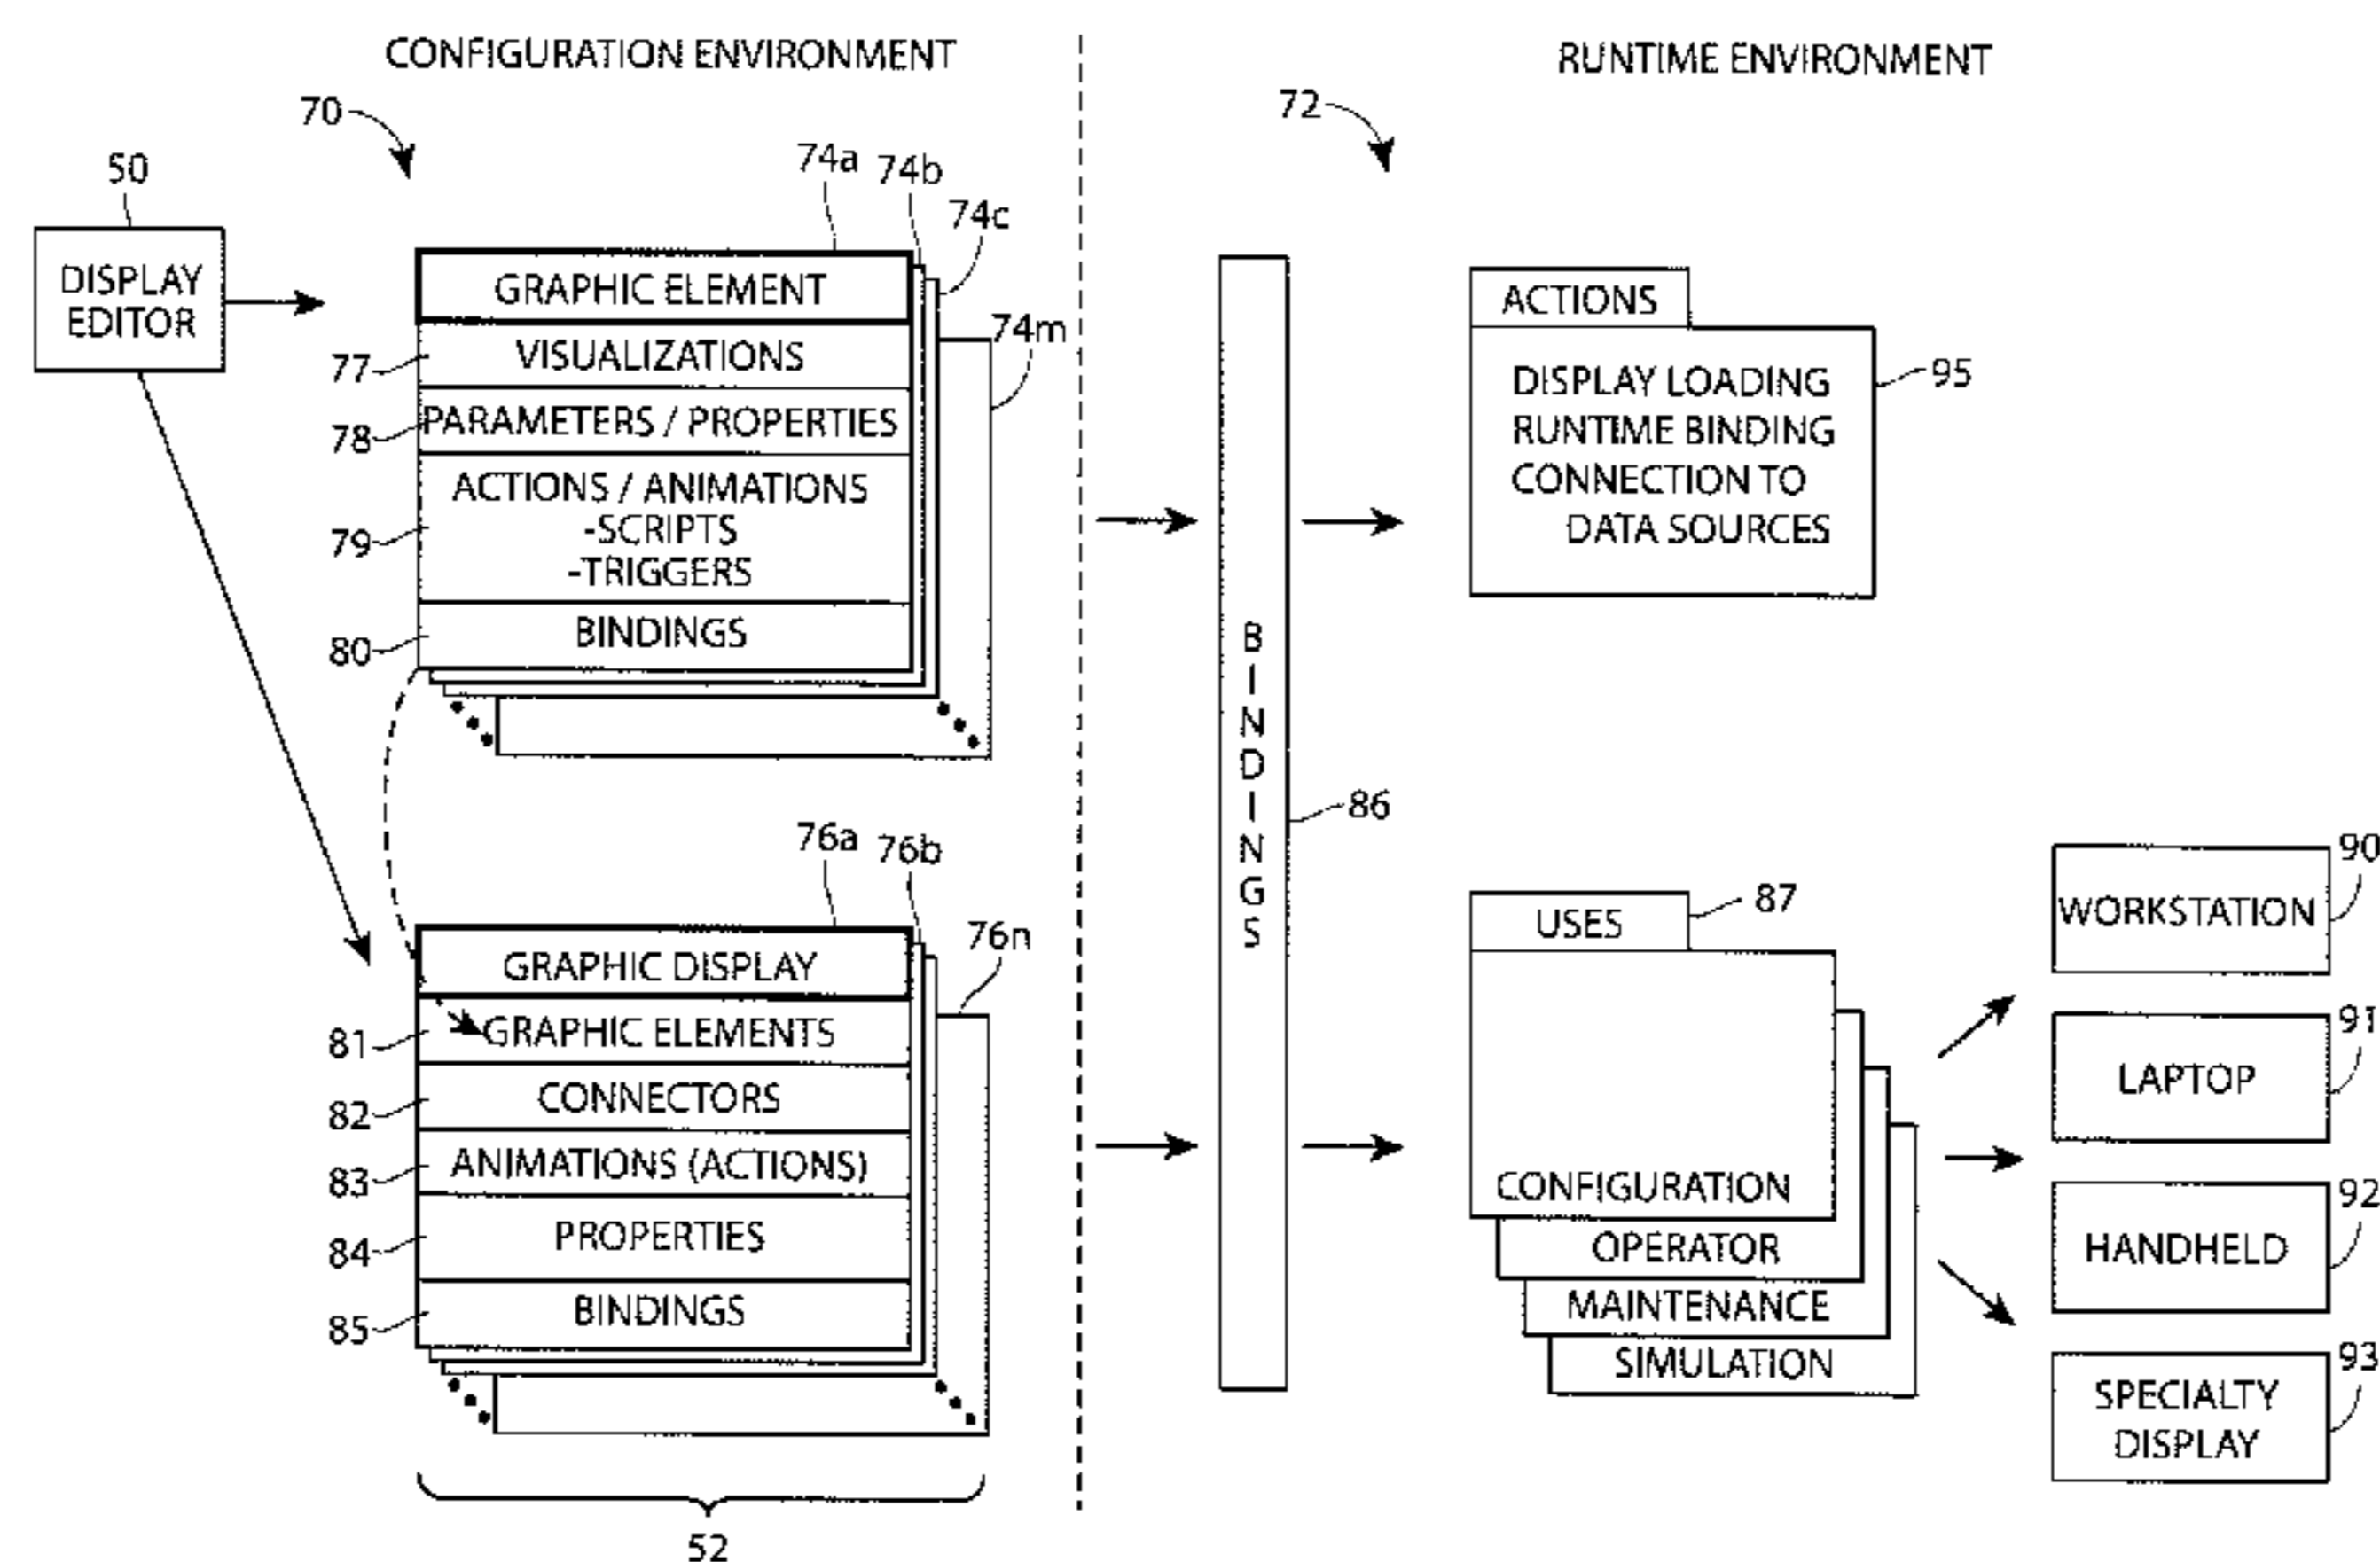 CONFIGURATION ENVIRONMENT
RUNTIME ENVIRONMENT
70
72
50
74a
74b
74c
74m
DISPLAY
EDITOR
GRAPHIC ELEMENT
77
VISUALIZATIONS
78
PARAMETERS / PROPERTIES
79
ACTIONS / ANIMATIONS
-SCRIPTS
-TRIGGERS
80
BINDINGS
76a
76b
76n
GRAPHIC DISPLAY
81
GRAPHIC ELEMENTS
82
CONNECTORS
83
ANIMATIONS (ACTIONS)
84
PROPERTIES
85
BINDINGS
52
BINDINGS
86
ACTIONS
DISPLAY LOADING
RUNTIME BINDING
CONNECTION TO
DATA SOURCES
95
USES
87
CONFIGURATION
OPERATOR
MAINTENANCE
SIMULATION
90
WORKSTATION
91
LAPTOP
92
HANDHELD
93
SPECIALTY
DISPLAY